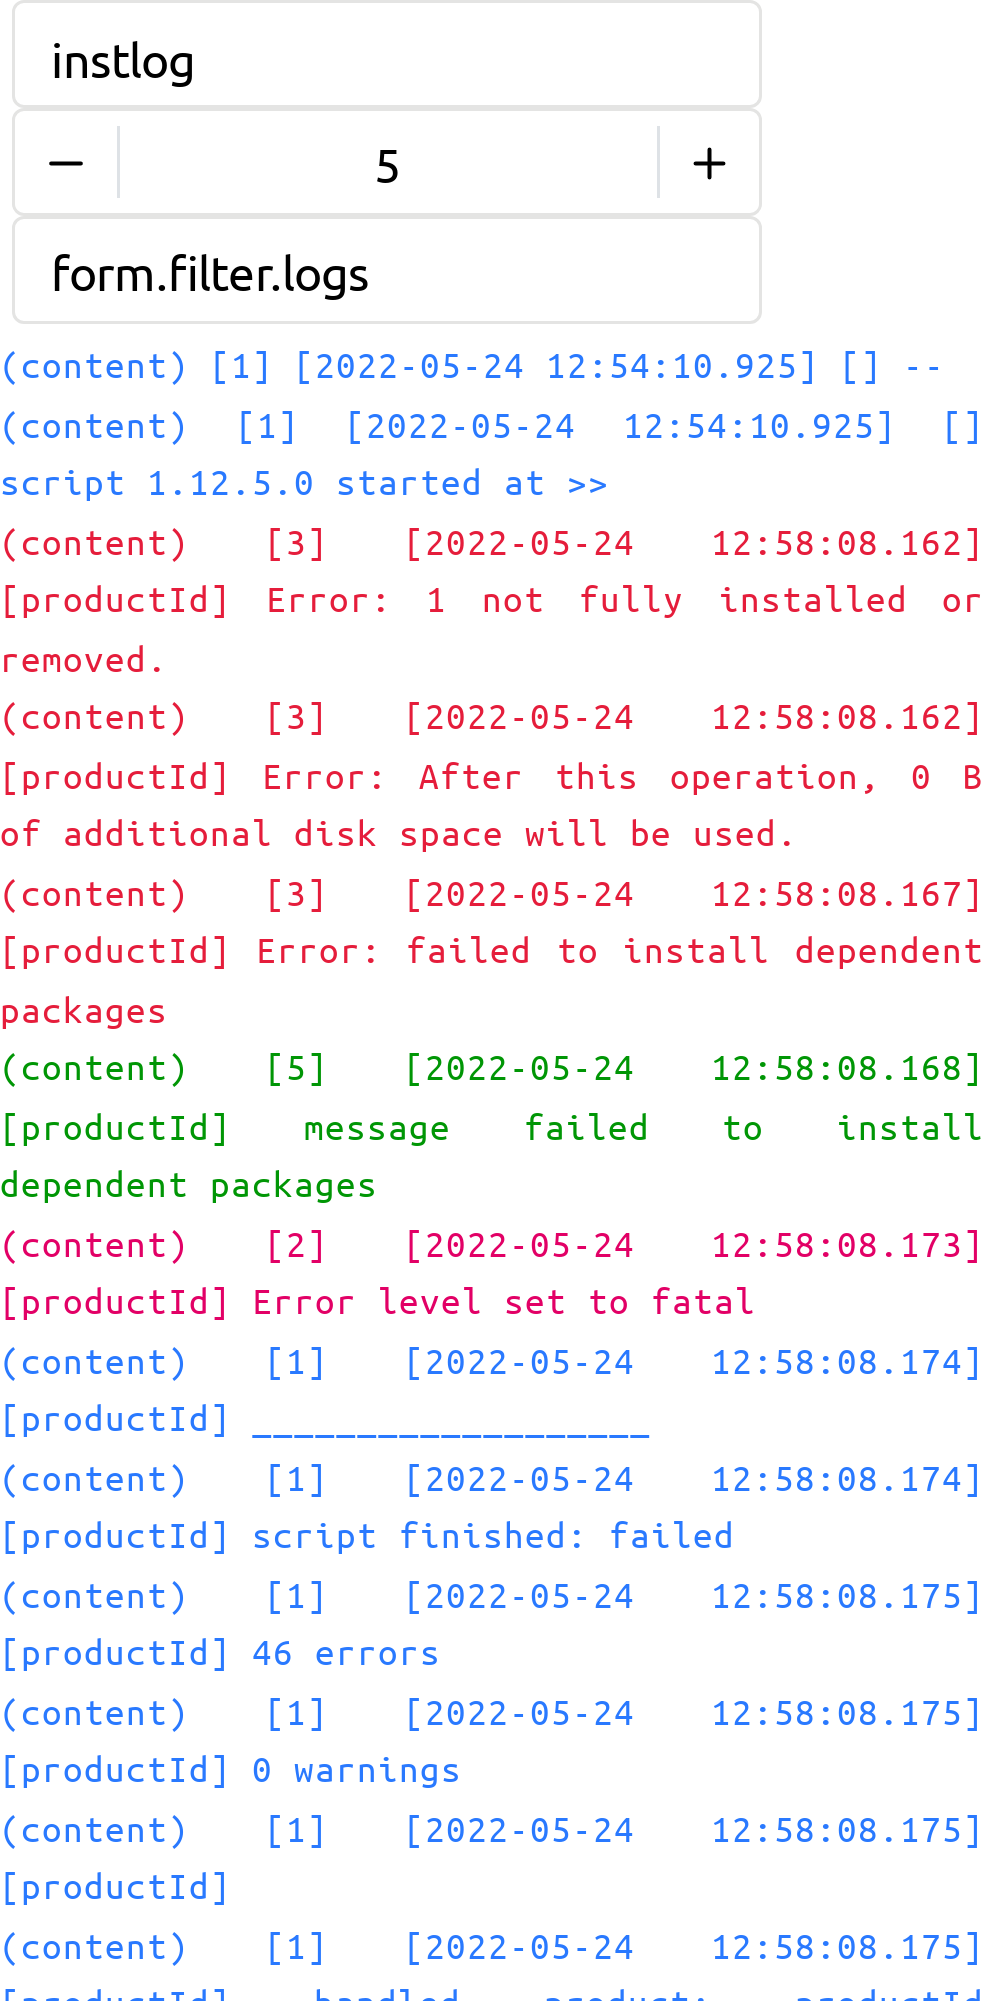 instlog
− 5 +
form.filter.logs
(content) [1] [2022-05-24 12:54:10.925] [] --
(content) [1] [2022-05-24 12:54:10.925] []
script 1.12.5.0 started at >>
(content) [3] [2022-05-24 12:58:08.162]
[productId] Error: 1 not fully installed or
removed.
(content) [3] [2022-05-24 12:58:08.162]
[productId] Error: After this operation, 0 B
of additional disk space will be used.
(content) [3] [2022-05-24 12:58:08.167]
[productId] Error: failed to install dependent
packages
(content) [5] [2022-05-24 12:58:08.168]
[productId] message failed to install
dependent packages
(content) [2] [2022-05-24 12:58:08.173]
[productId] Error level set to fatal
(content) [1] [2022-05-24 12:58:08.174]
[productId] ___________________
(content) [1] [2022-05-24 12:58:08.174]
[productId] script finished: failed
(content) [1] [2022-05-24 12:58:08.175]
[productId] 46 errors
(content) [1] [2022-05-24 12:58:08.175]
[productId] 0 warnings
(content) [1] [2022-05-24 12:58:08.175]
[productId]
(content) [1] [2022-05-24 12:58:08.175]
[productId] handled product: productId